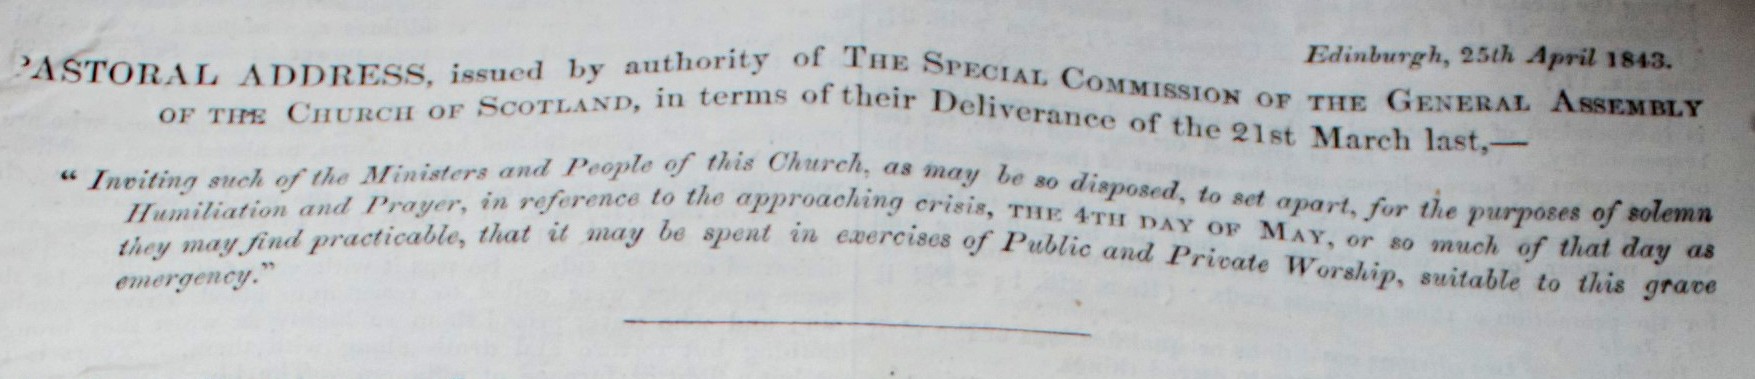 Edinburgh, 25th April 1843.
PASTORAL ADDRESS, issued by authority of The Special Commission of the General Assembly
of the Church of Scotland, in terms of their Deliverance of the 21st March last,—
“ Inviting such of the Ministers and People of this Church, as may be so disposed, to set apart, for the purposes of solemn
Humiliation and Prayer, in reference to the approaching crisis, the 4th day of May, or so much of that day as
they may find practicable, that it may be spent in exercises of Public and Private Worship, suitable to this grave
emergency.”